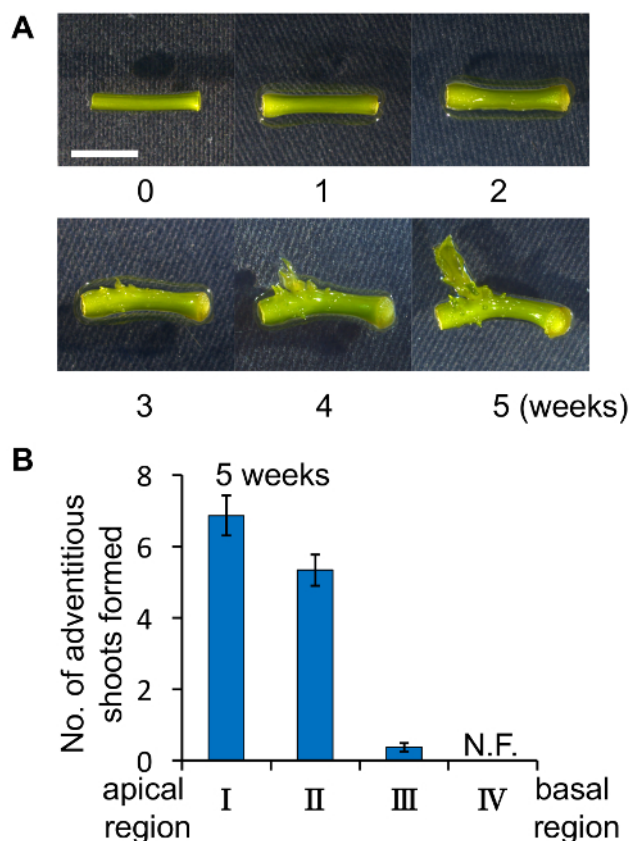 A
0 1 2
3 4 5 (weeks)
B
5 weeks
No. of adventitious
shoots formed
8
6
4
2
0
N.F.
apical
region
I II III IV
basal
region